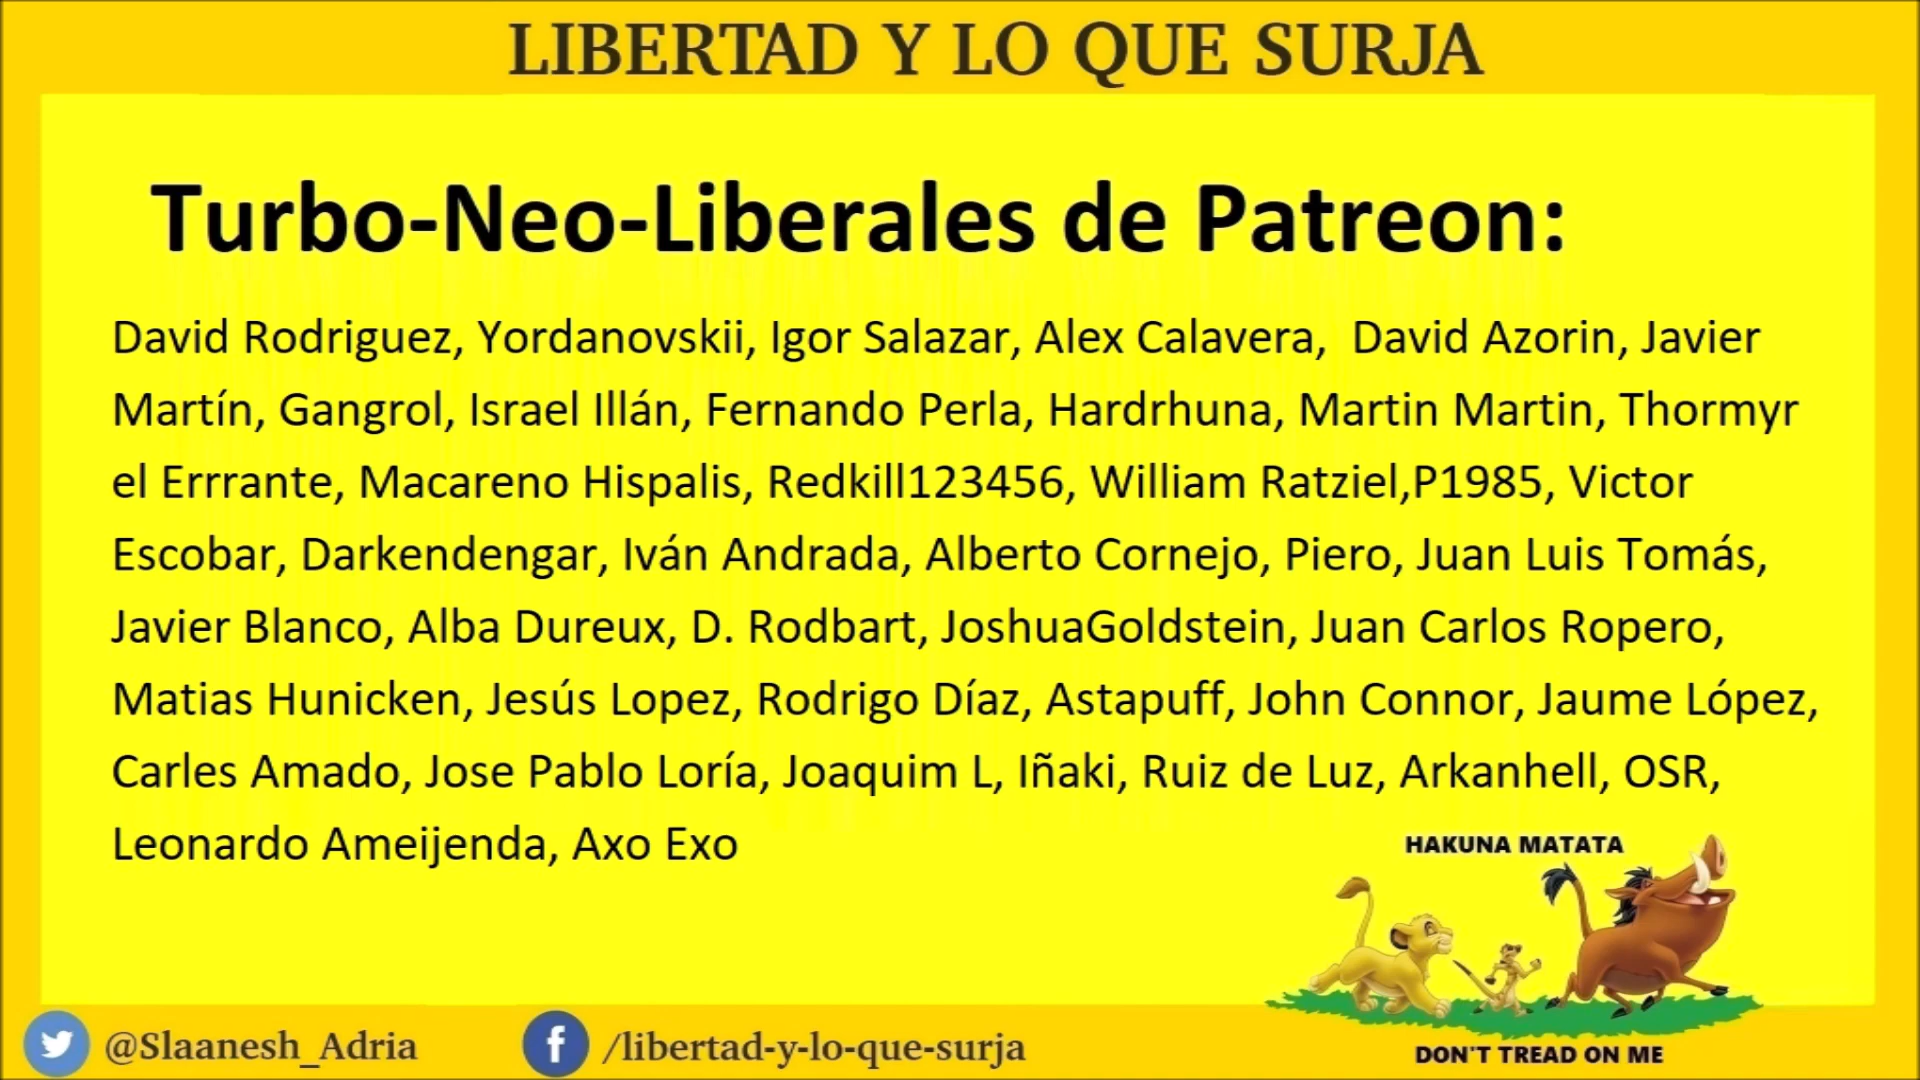 LIBERTAD Y LO QUE SURJA
Turbo-Neo-Liberales de Patreon:
David Rodriguez, Yordanovskii, Igor Salazar, Alex Calavera,  David Azorin, Javier
Martín, Gangrol, Israel Illán, Fernando Perla, Hardrhuna, Martin Martin, Thormyr
el Errrante, Macareno Hispalis, Redkill123456, William Ratziel,P1985, Victor
Escobar, Darkendengar, Iván Andrada, Alberto Cornejo, Piero, Juan Luis Tomás,
Javier Blanco, Alba Dureux, D. Rodbart, JoshuaGoldstein, Juan Carlos Ropero,
Matias Hunicken, Jesús Lopez, Rodrigo Díaz, Astapuff, John Connor, Jaume López,
Carles Amado, Jose Pablo Loría, Joaquim L, Iñaki, Ruiz de Luz, Arkanhell, OSR,
Leonardo Ameijenda, Axo Exo
HAKUNA MATATA
DON'T TREAD ON ME
@Slaanesh_Adria
/libertad-y-lo-que-surja